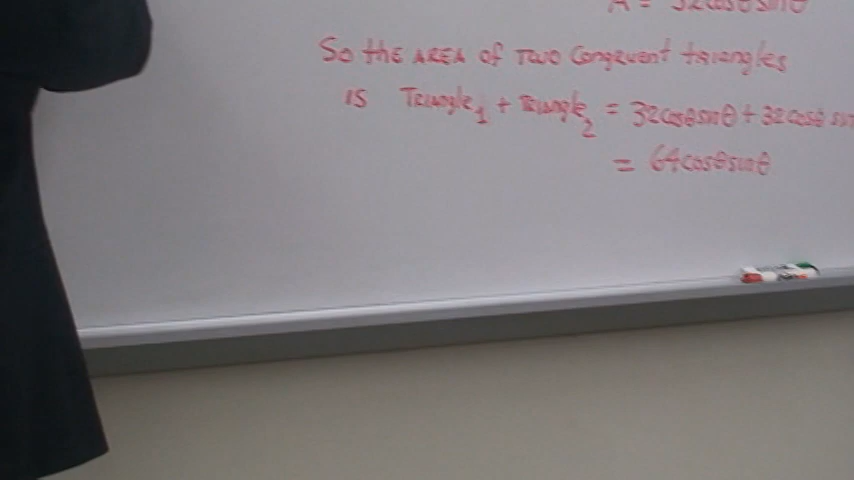 A = 32cosθsinθ
So the AREA of TWO Congruent triangles
is Triangle₁ + Triangle₂ = 32cosθsinθ + 32cosθ sin
= 64cosθsinθ